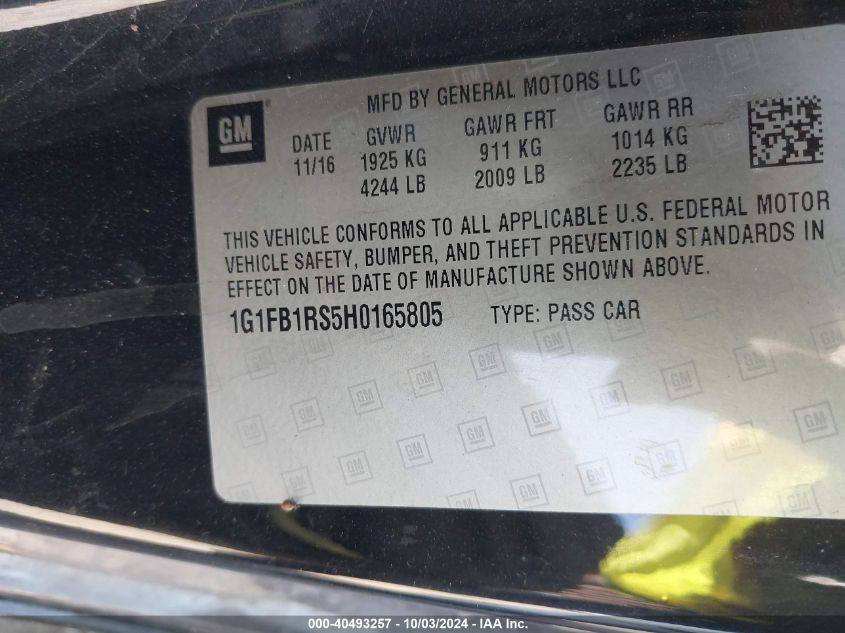 MFD BY GENERAL MOTORS LLC
GM
DATE GVWR GAWR FRT GAWR RR
11/16 1925 KG 911 KG 1014 KG
4244 LB 2009 LB 2235 LB
THIS VEHICLE CONFORMS TO ALL APPLICABLE U.S. FEDERAL MOTOR
VEHICLE SAFETY, BUMPER, AND THEFT PREVENTION STANDARDS IN
EFFECT ON THE DATE OF MANUFACTURE SHOWN ABOVE.
1G1FB1RS5H0165805 TYPE: PASS CAR
000-40493257 - 10/03/2024 - IAA Inc.